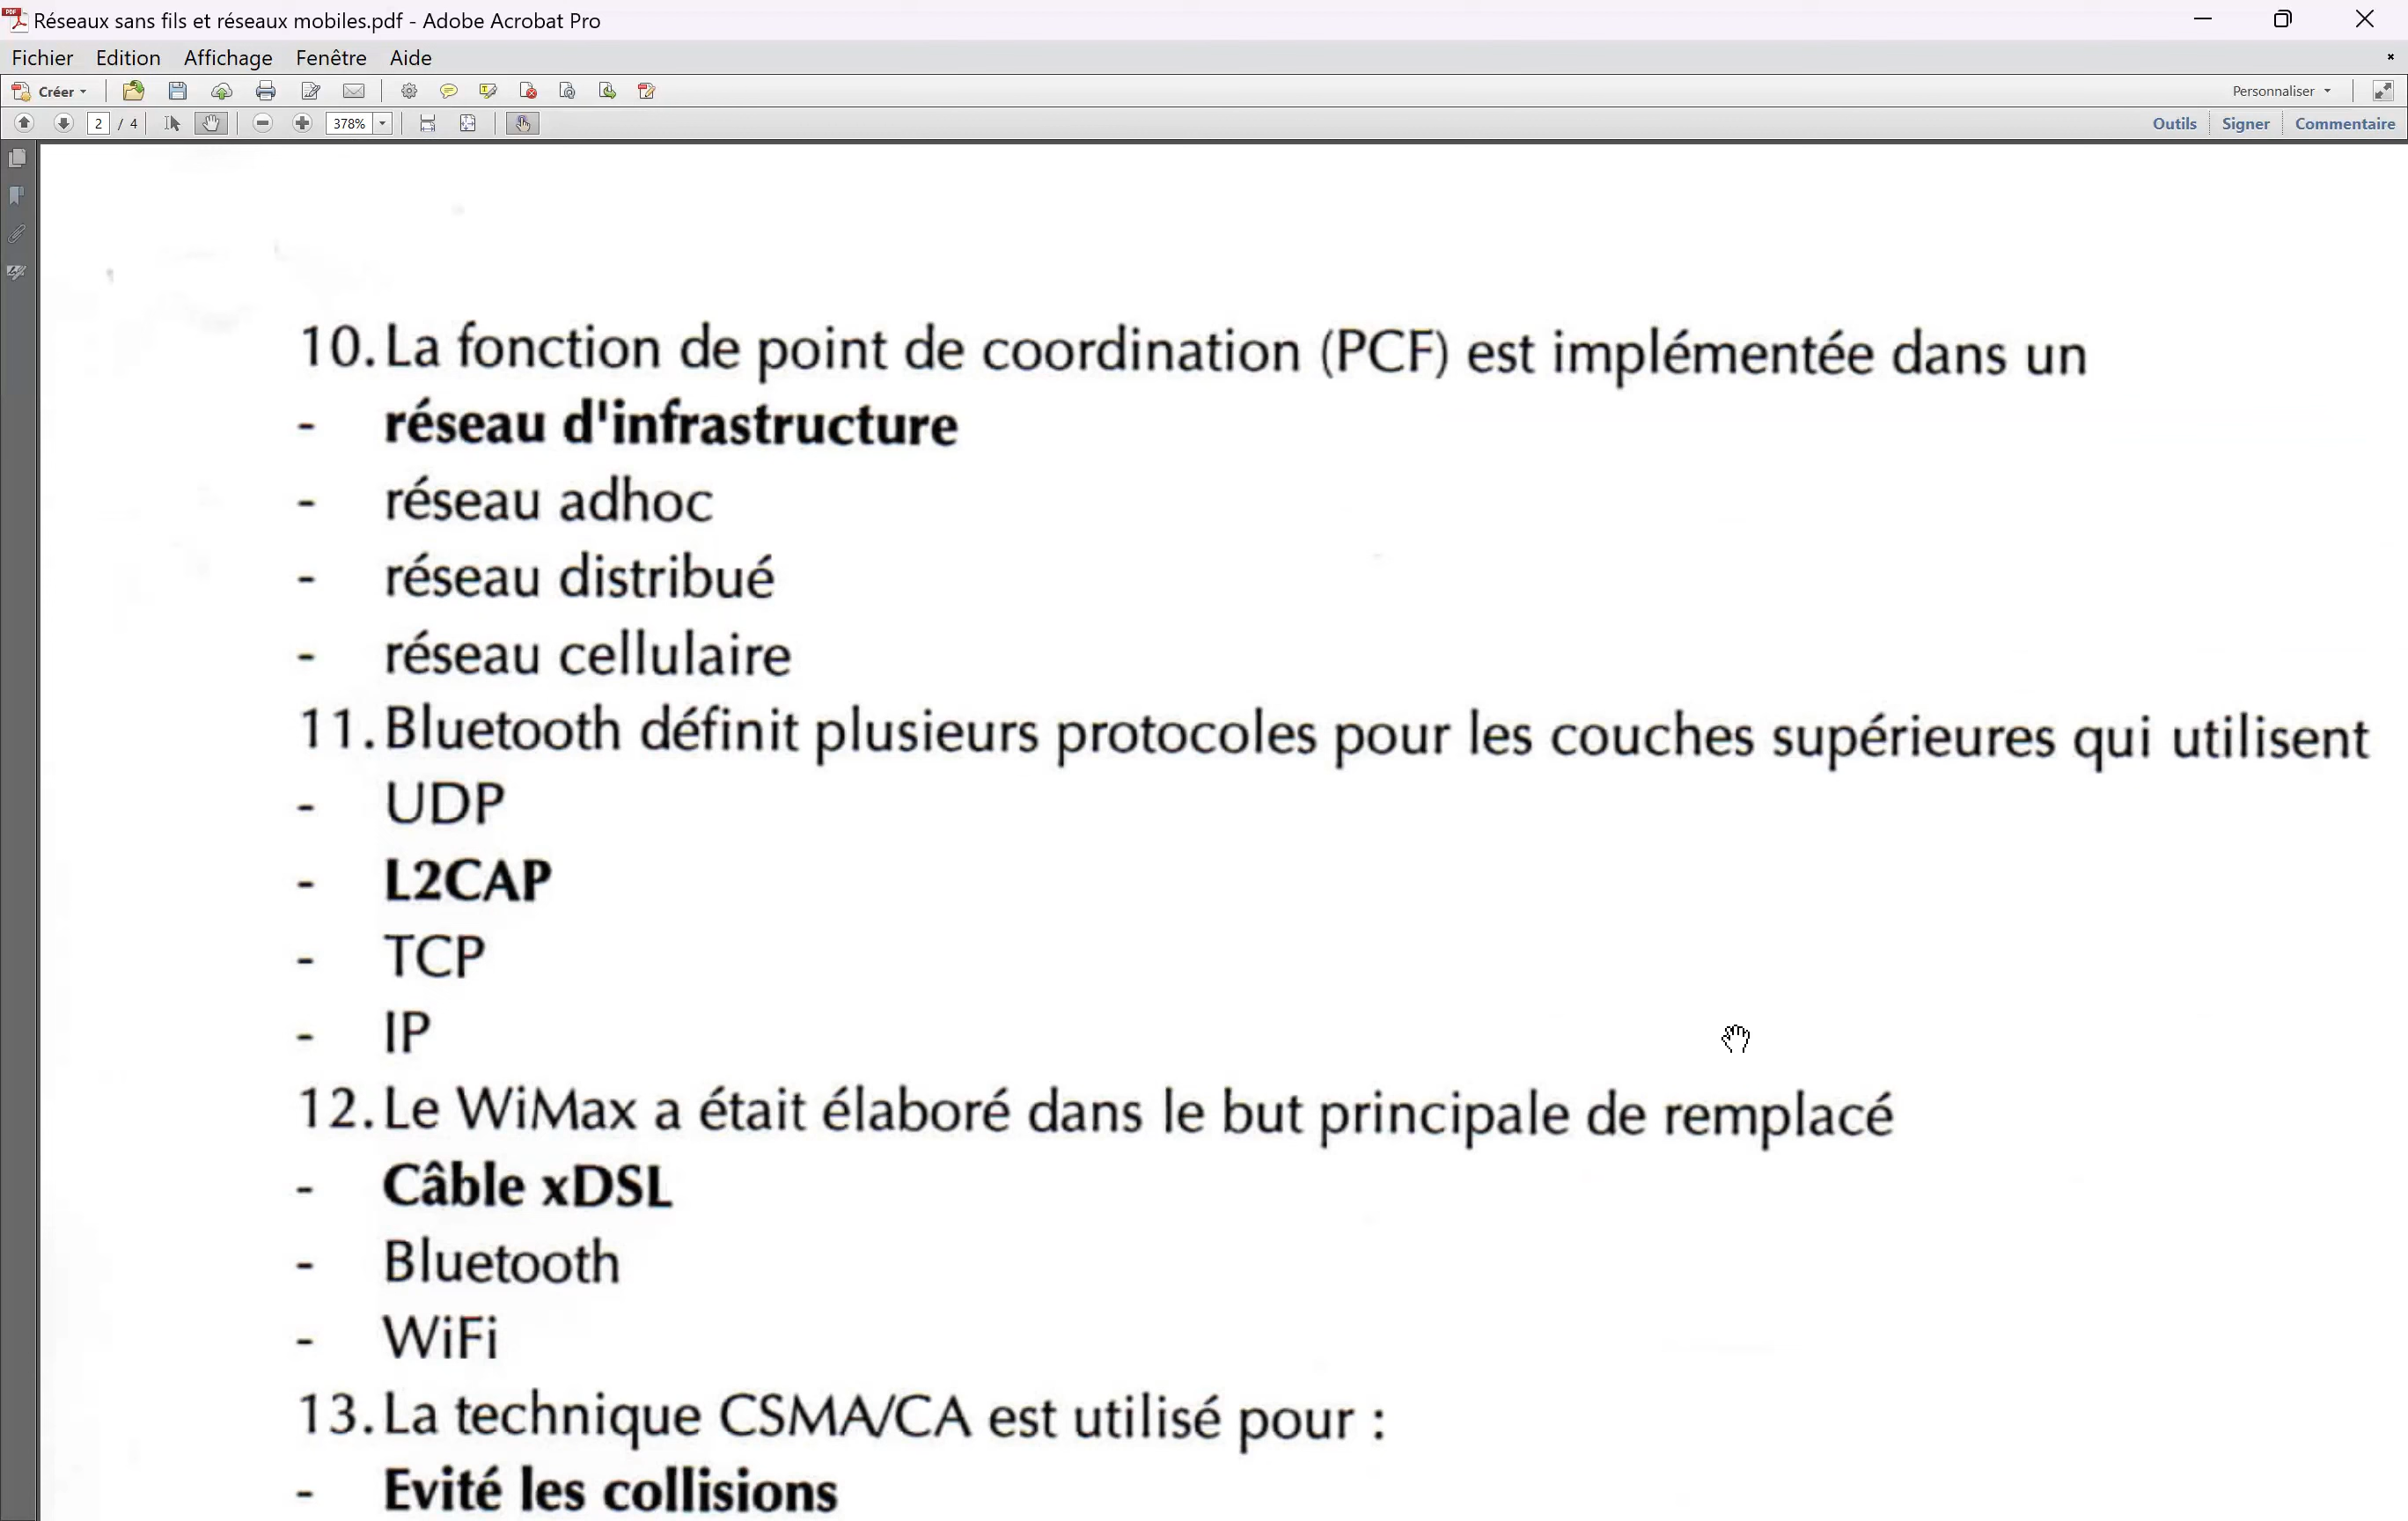 Réseaux sans fils et réseaux mobiles.pdf - Adobe Acrobat Pro
Fichier Edition Affichage Fenêtre Aide
Créer Personnaliser
2 / 4 378% Outils Signer Commentaire
10. La fonction de point de coordination (PCF) est implémentée dans un
- réseau d'infrastructure
- réseau adhoc
- réseau distribué
- réseau cellulaire
11. Bluetooth définit plusieurs protocoles pour les couches supérieures qui utilisent
- UDP
- L2CAP
- TCP
- IP
12. Le WiMax a était élaboré dans le but principale de remplacé
- Câble xDSL
- Bluetooth
- WiFi
13. La technique CSMA/CA est utilisé pour :
- Evité les collisions